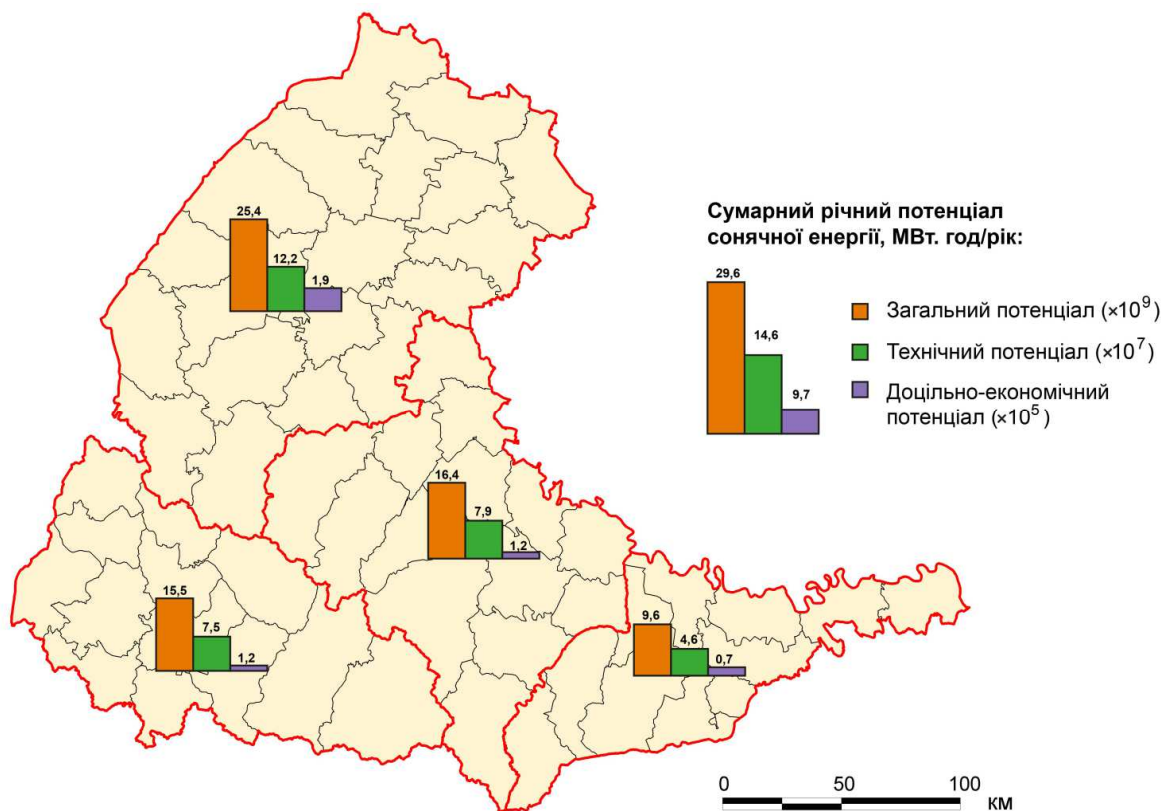 25,4
12,2
1,9
Сумарний річний потенціал
сонячної енергії, МВт. год/рік:
29,6
14,6
9,7
Загальний потенціал (×10⁹)
Технічний потенціал (×10⁷)
Доцільно-економічний
потенціал (×10⁵)
16,4
7,9
1,2
15,5
7,5
1,2
9,6
4,6
0,7
0 50 100
км